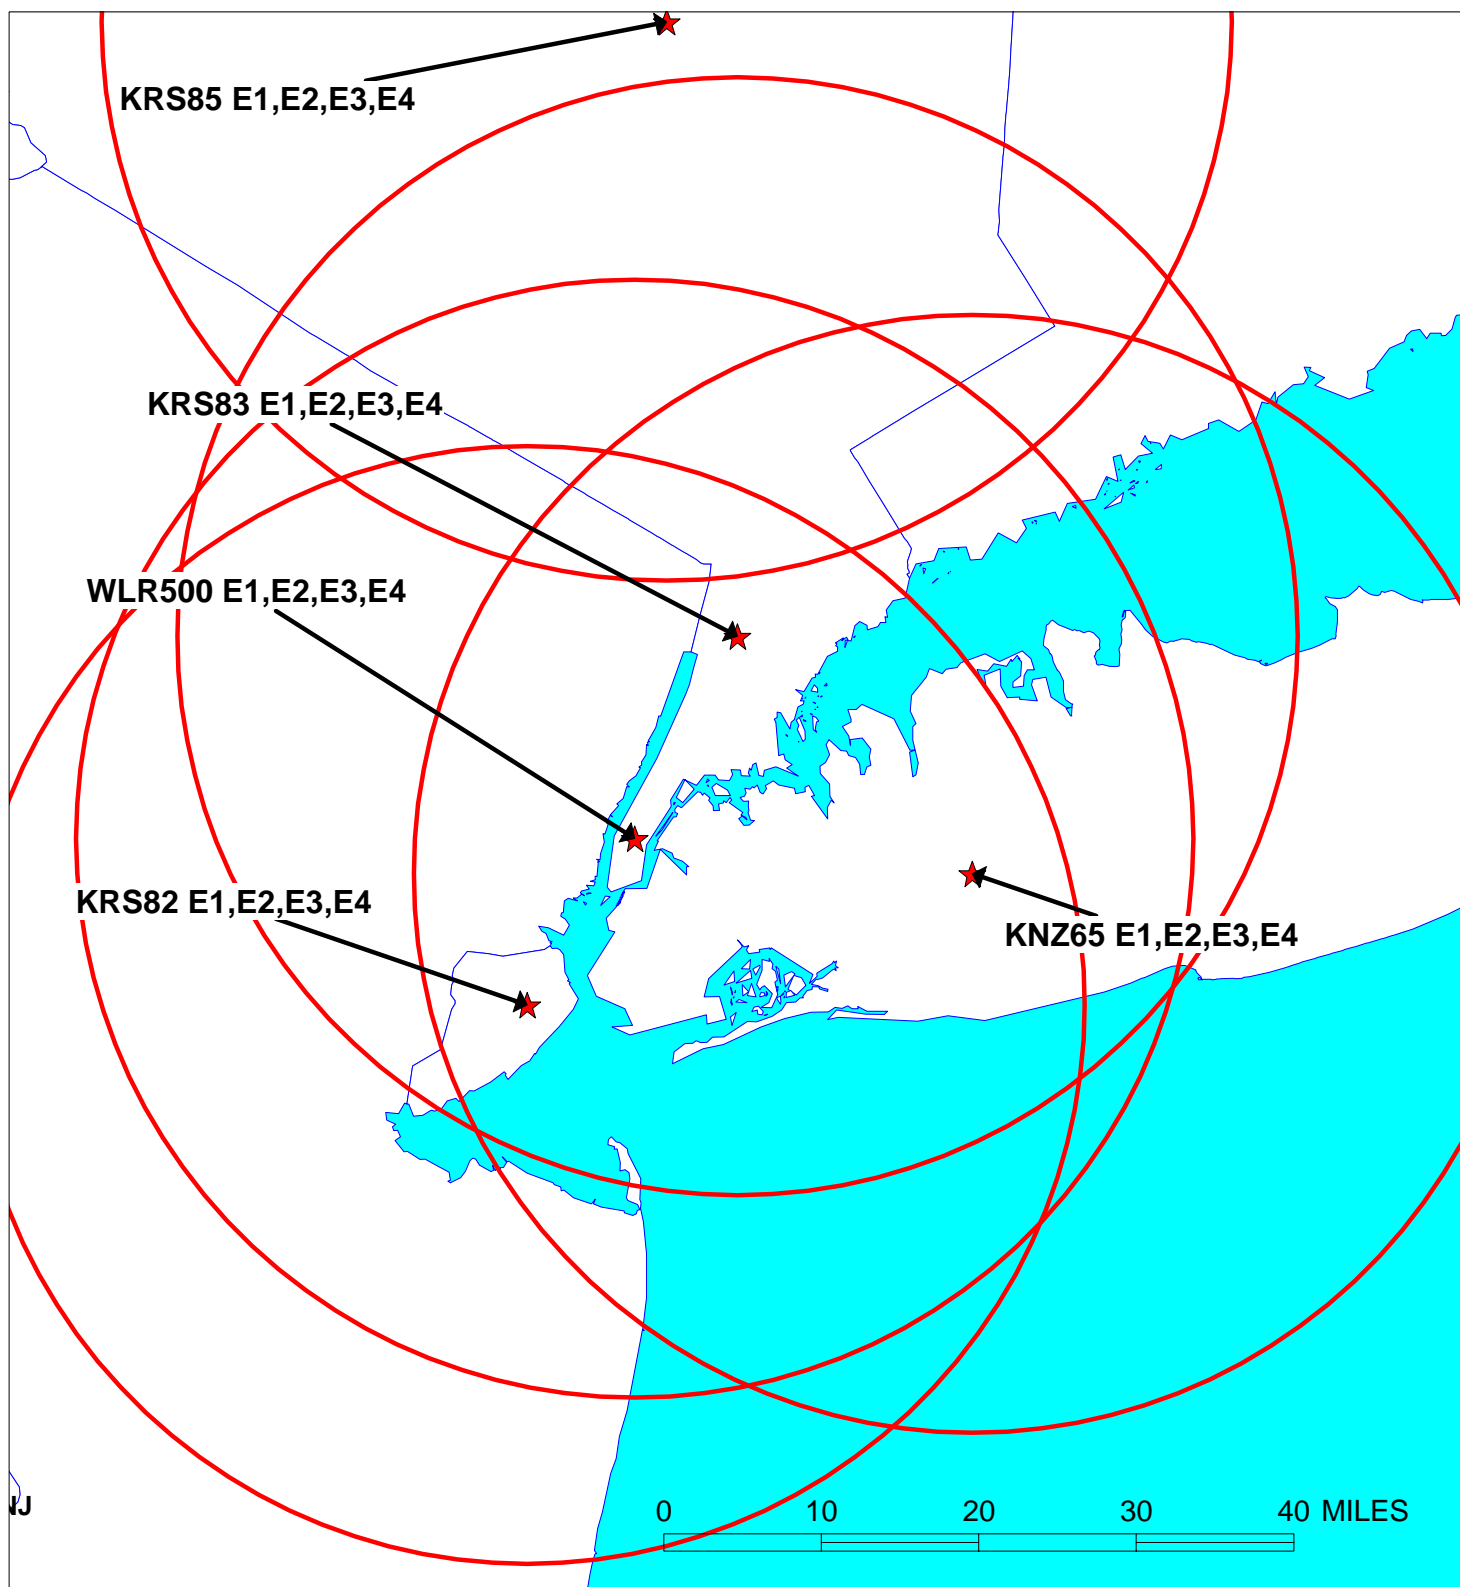 KRS85 E1,E2,E3,E4
KRS83 E1,E2,E3,E4
WLR500 E1,E2,E3,E4
KRS82 E1,E2,E3,E4
KNZ65 E1,E2,E3,E4
NJ
0 10 20 30 40 MILES